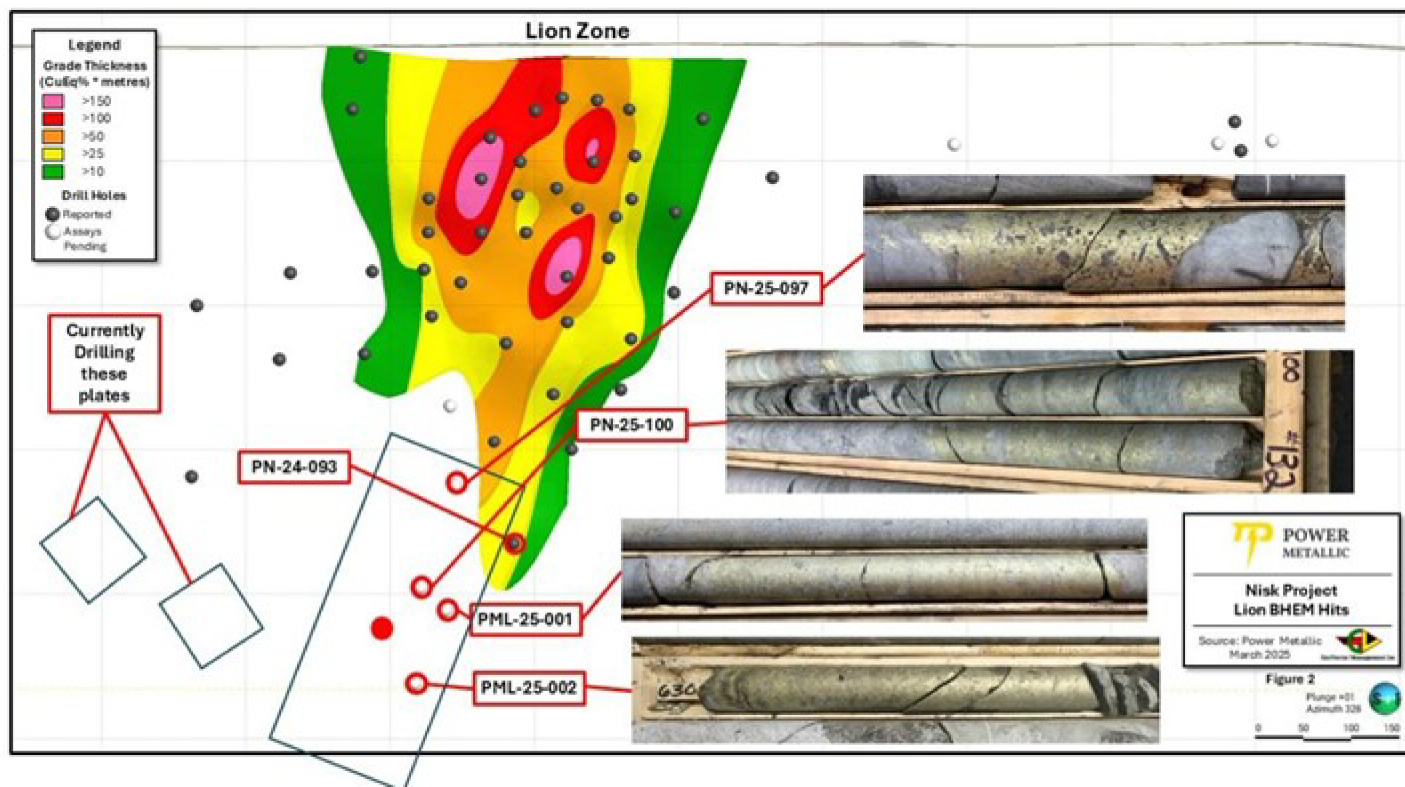 Lion Zone
Legend
Grade Thickness
(CuEq% * metres)
>150
>100
>50
>25
>10
Drill Holes
Reported
Assays
Pending
Currently
Drilling
these
plates
PN-25-097
PN-25-100
PN-24-093
PML-25-001
PML-25-002
100
132
630
POWER
METALLIC
Nisk Project
Lion BHEM Hits
Source: Power Metallic
March 2025
Figure 2
Plunge +01
Azimuth 328
0 50 100 150